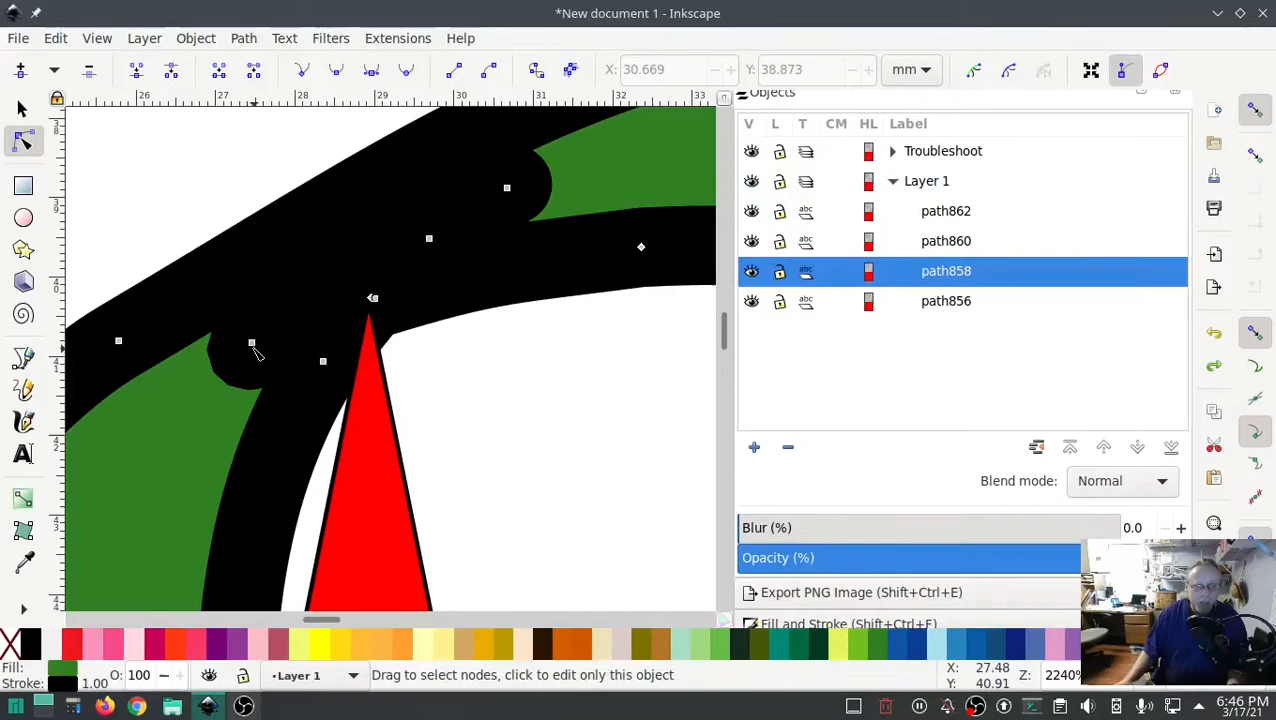 *New document 1 - Inkscape
File Edit View Layer Object Path Text Filters Extensions Help
X: 30.669 Y: 38.873 mm
26 27 28 29 30 31 32 33
Objects
V L T CM HL Label
Troubleshoot
Layer 1
abc path862
abc path860
abc path858
abc path856
Blend mode: Normal
Blur (%) 0.0
Opacity (%)
Export PNG Image (Shift+Ctrl+E)
Fill and Stroke (Shift+Ctrl+F)
Fill: Stroke: 1.00 O: 100 •Layer 1 Drag to select nodes, click to edit only this object X: 27.48 Y: 40.91 Z: 2240%
6:46 PM
3/17/21